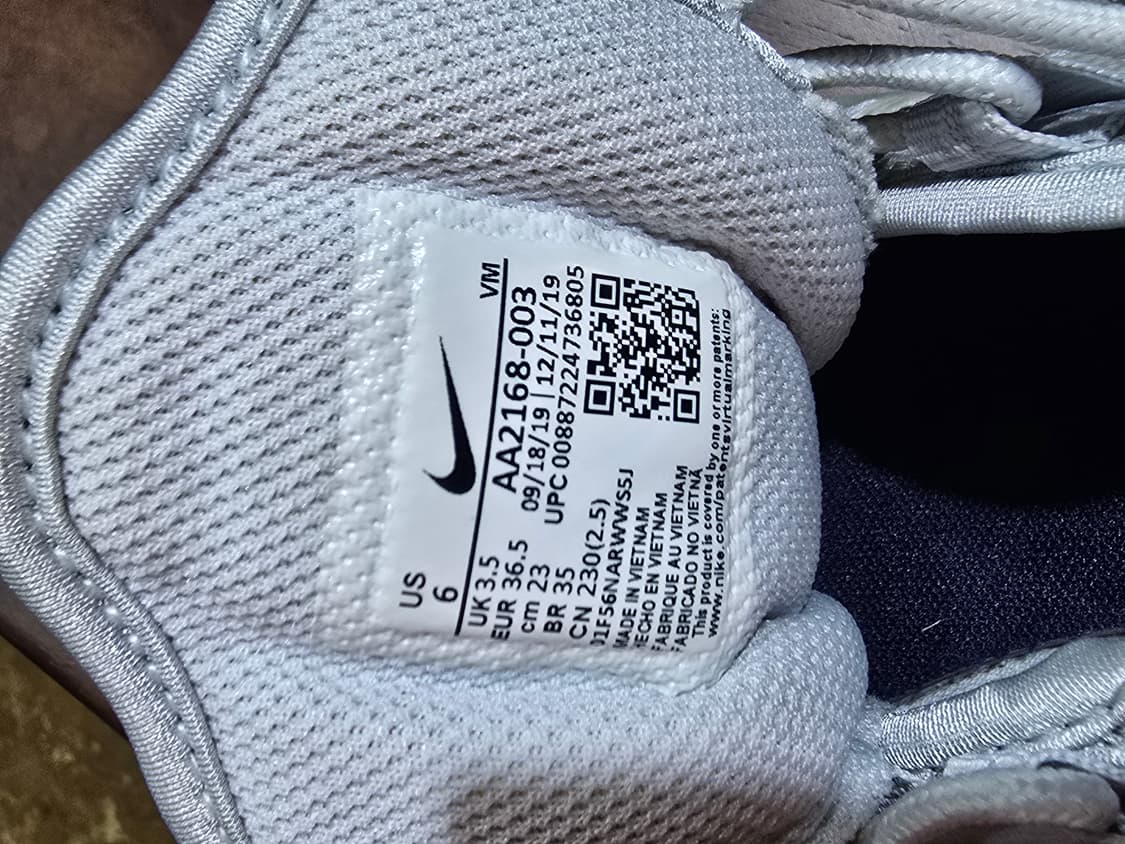 US
6
VM
UK 3.5
EUR 36.5
cm 23
BR 35
CN 230(2.5)
AA2168-003
09/18/19 | 12/11/19
UPC 00887224736805
01F56NARWWS5J
MADE IN VIETNAM
HECHO EN VIETNAM
FABRIQUE AU VIETNAM
FABRICADO NO VIETNÃ
This product is covered by one or more patents:
www.nike.com/patentsvirtualmarking